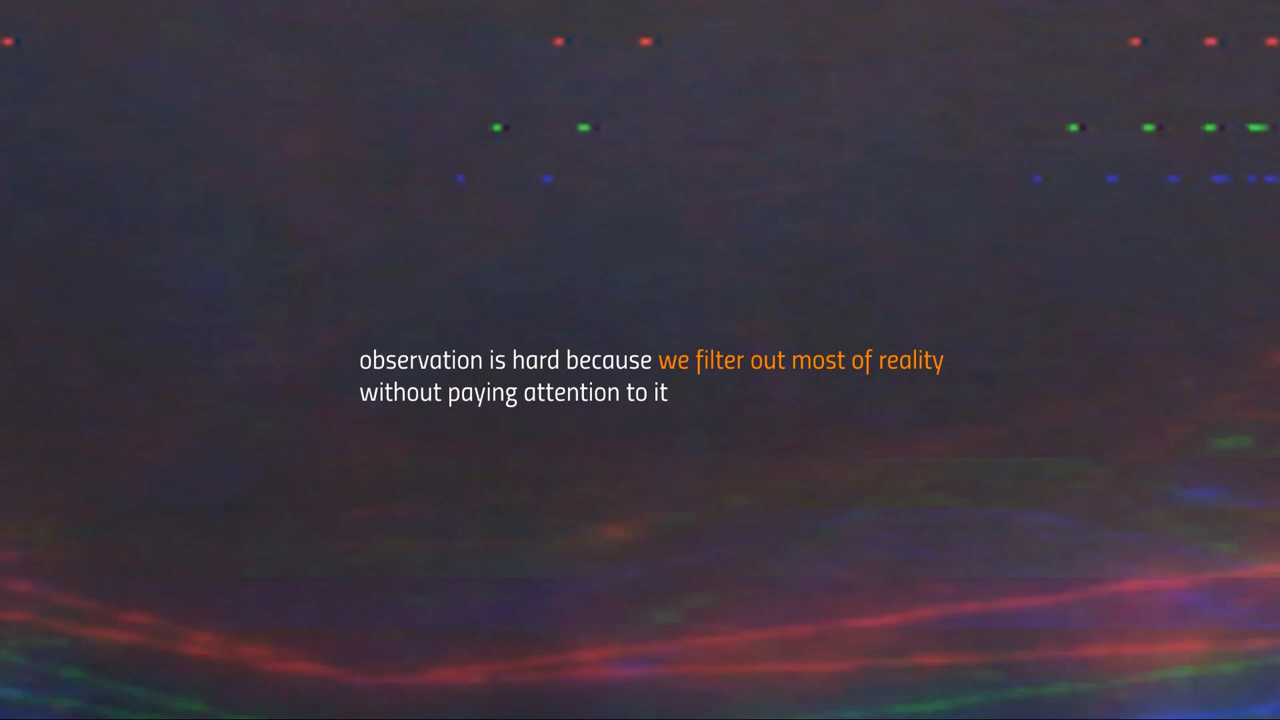 observation is hard because we filter out most of reality
without paying attention to it